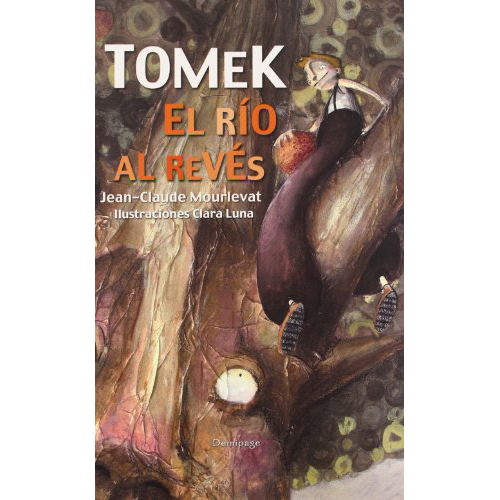 TOMEK
EL RÍO
AL REVÉS
Jean-Claude Mourlevat
Ilustraciones Clara Luna
Demipage